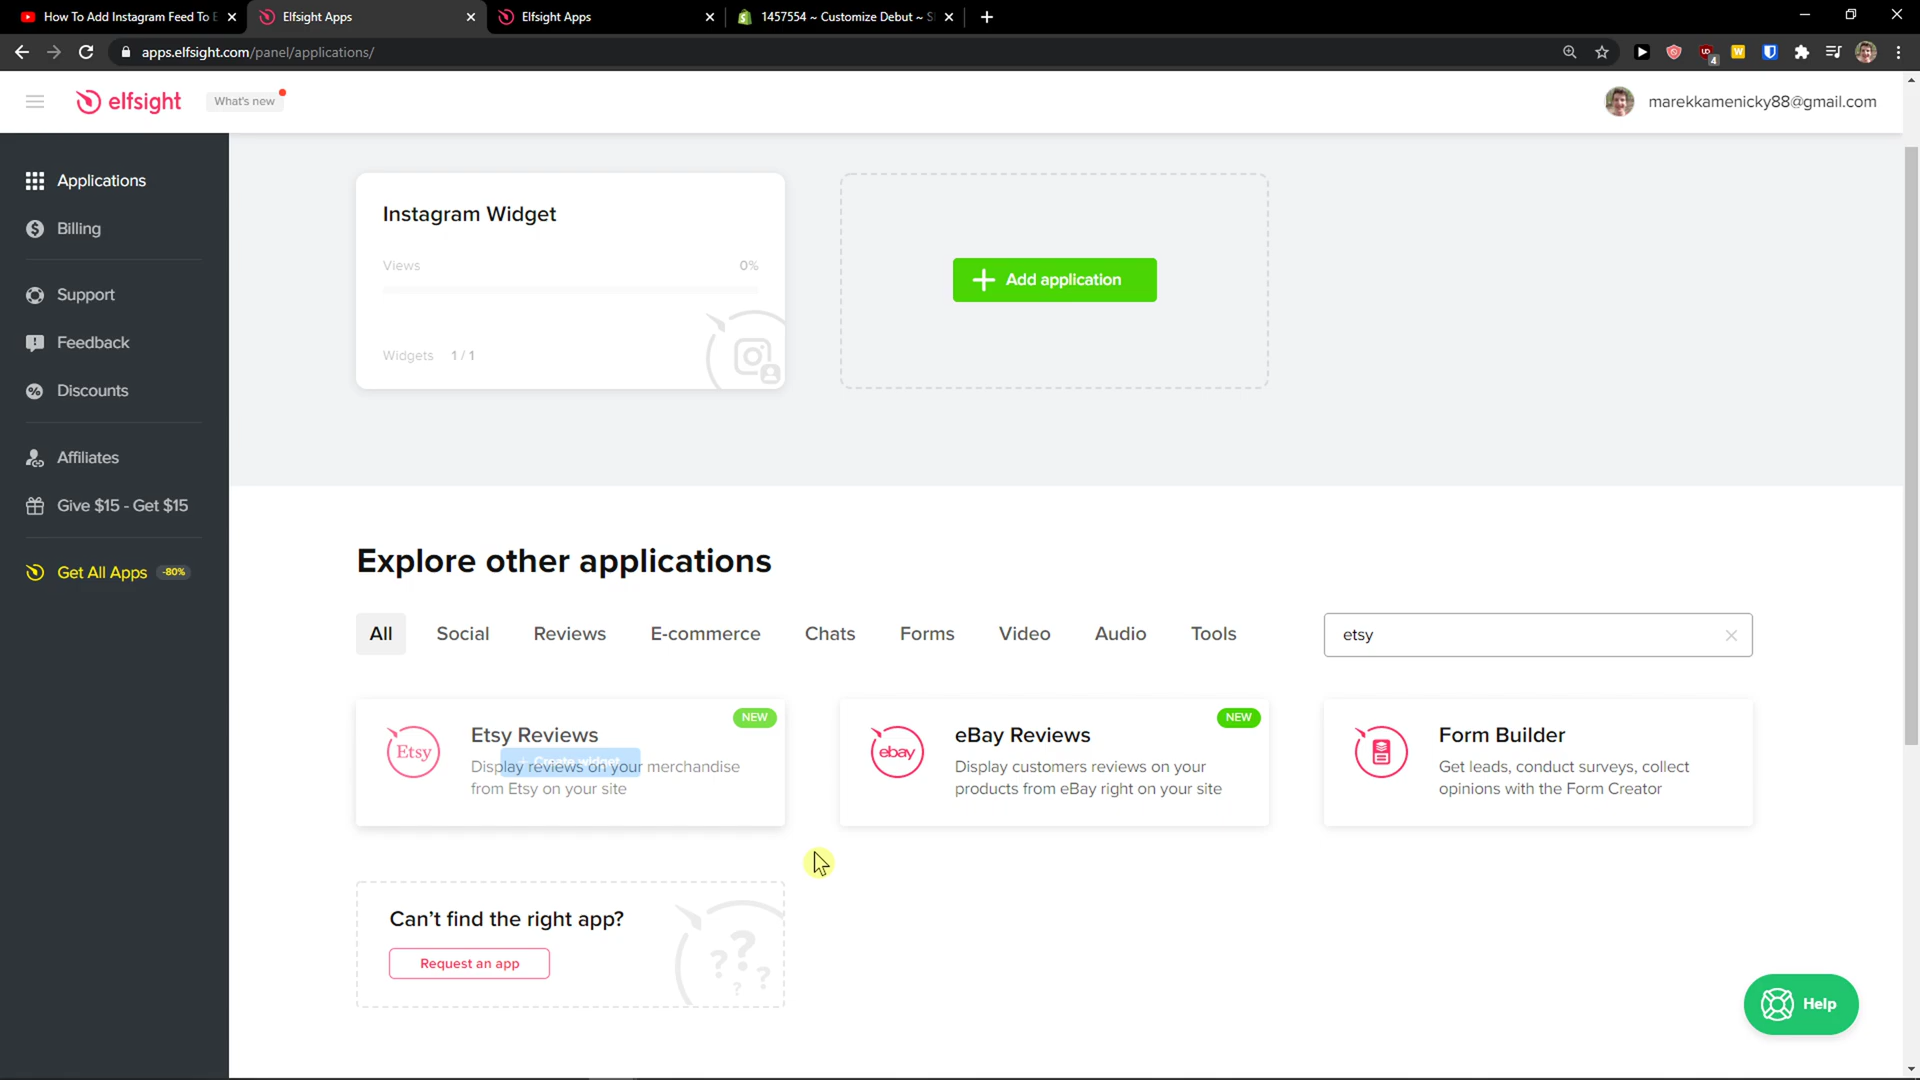 How To Add Instagram Feed To E
Elfsight Apps
Elfsight Apps
1457554 ~ Customize Debut ~ S
apps.elfsight.com/panel/applications/
elfsight
What's new
marekkamenicky88@gmail.com
Applications
Billing
Support
Feedback
Discounts
Affiliates
Give $15 - Get $15
Get All Apps -80%
Instagram Widget
Views 0%
Widgets 1 / 1
Add application
Explore other applications
All Social Reviews E-commerce Chats Forms Video Audio Tools
etsy
NEW
Etsy
Etsy Reviews
Create widget
Display reviews on your merchandise
from Etsy on your site
NEW
ebay
eBay Reviews
Display customers reviews on your
products from eBay right on your site
Form Builder
Get leads, conduct surveys, collect
opinions with the Form Creator
Can't find the right app?
Request an app
Help